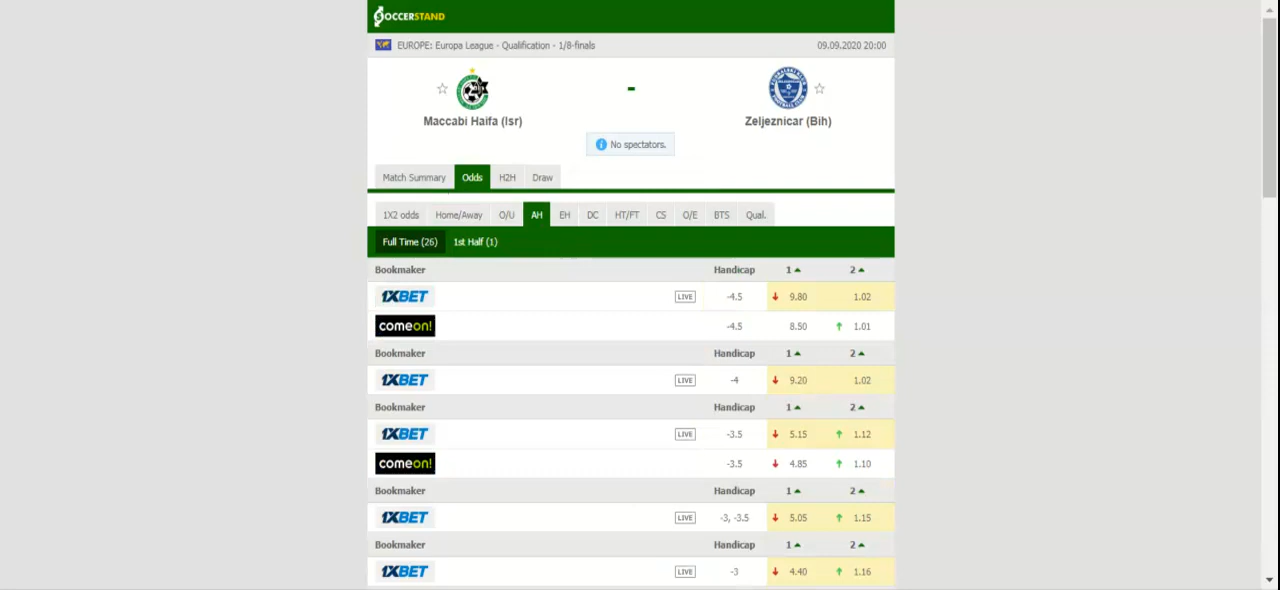 SOCCERSTAND
EUROPE: Europa League - Qualification - 1/8-finals 09.09.2020 20:00
-
Maccabi Haifa (Isr) Zeljeznicar (Bih)
No spectators.
Match Summary Odds H2H Draw
1X2 odds Home/Away O/U AH EH DC HT/FT CS O/E BTS Qual.
Full Time (26) 1st Half (1)
Bookmaker Handicap 1 2
1XBET LIVE -4.5 9.80 1.02
comeon! -4.5 8.50 1.01
Bookmaker Handicap 1 2
1XBET LIVE -4 9.20 1.02
Bookmaker Handicap 1 2
1XBET LIVE -3.5 5.15 1.12
comeon! -3.5 4.85 1.10
Bookmaker Handicap 1 2
1XBET LIVE -3, -3.5 5.05 1.15
Bookmaker Handicap 1 2
1XBET LIVE -3 4.40 1.16